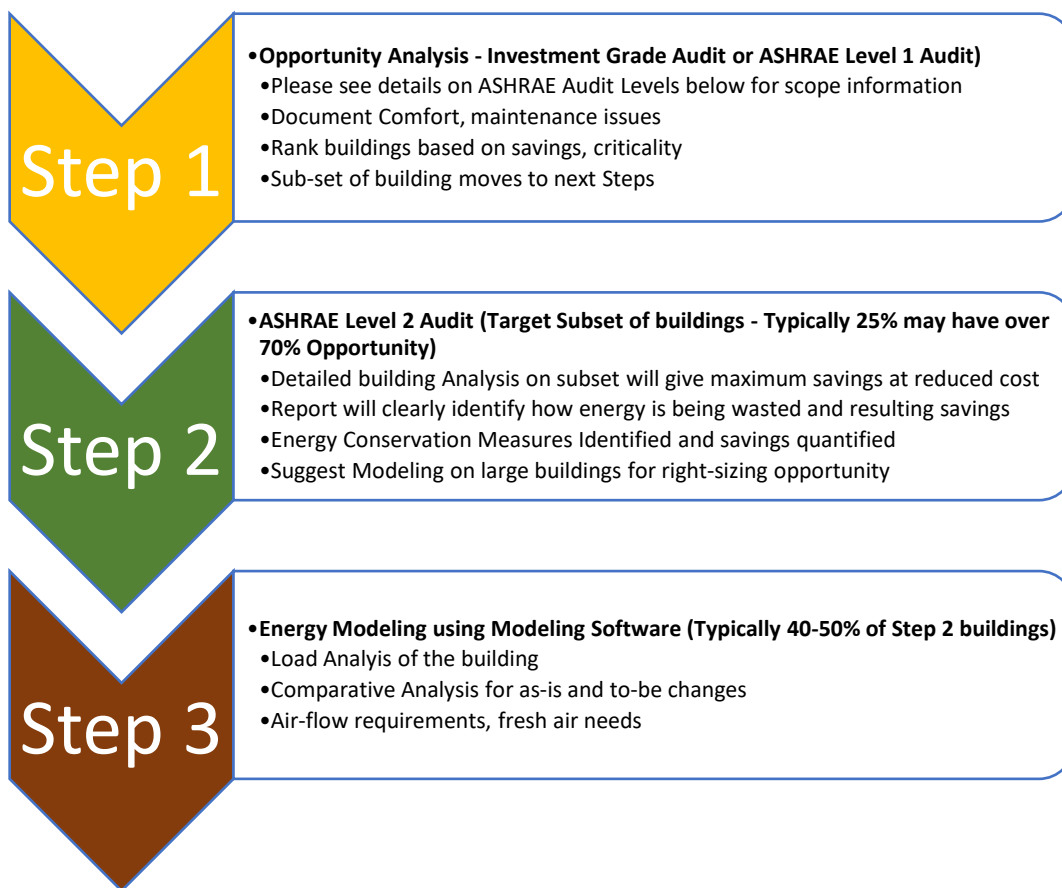 Step 1
•Opportunity Analysis - Investment Grade Audit or ASHRAE Level 1 Audit)
•Please see details on ASHRAE Audit Levels below for scope information
•Document Comfort, maintenance issues
•Rank buildings based on savings, criticality
•Sub-set of building moves to next Steps
Step 2
•ASHRAE Level 2 Audit (Target Subset of buildings - Typically 25% may have over
70% Opportunity)
•Detailed building Analysis on subset will give maximum savings at reduced cost
•Report will clearly identify how energy is being wasted and resulting savings
•Energy Conservation Measures Identified and savings quantified
•Suggest Modeling on large buildings for right-sizing opportunity
Step 3
•Energy Modeling using Modeling Software (Typically 40-50% of Step 2 buildings)
•Load Analyis of the building
•Comparative Analysis for as-is and to-be changes
•Air-flow requirements, fresh air needs